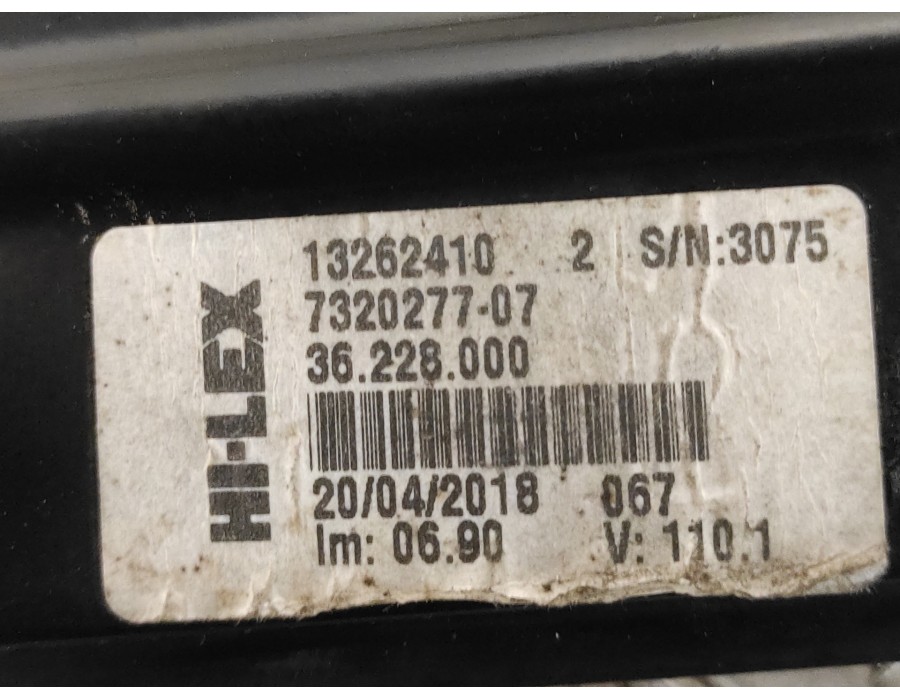 HI-LEX
13262410 2 S/N:3075
7320277-07
36.228.000
20/04/2018 067
Im: 06.90 V: 110.1